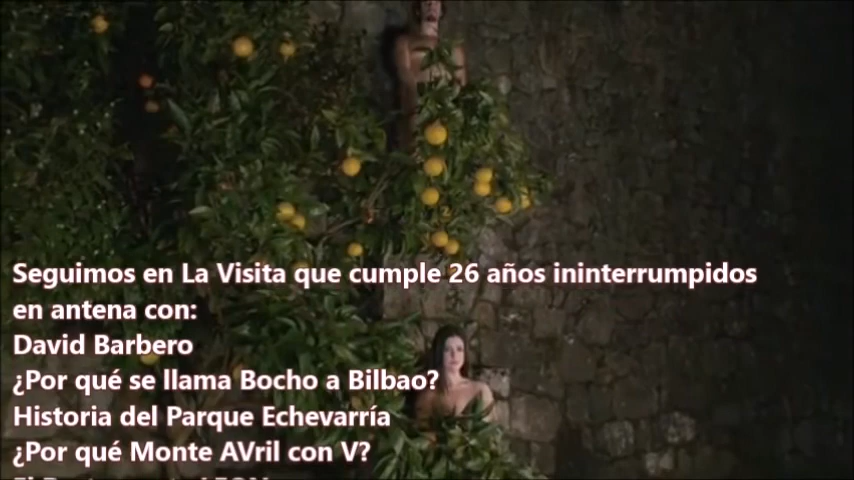 Seguimos en La Visita que cumple 26 años ininterrumpidos
en antena con:
David Barbero
¿Por qué se llama Bocho a Bilbao?
Historia del Parque Echevarría
¿Por qué Monte AVril con V?